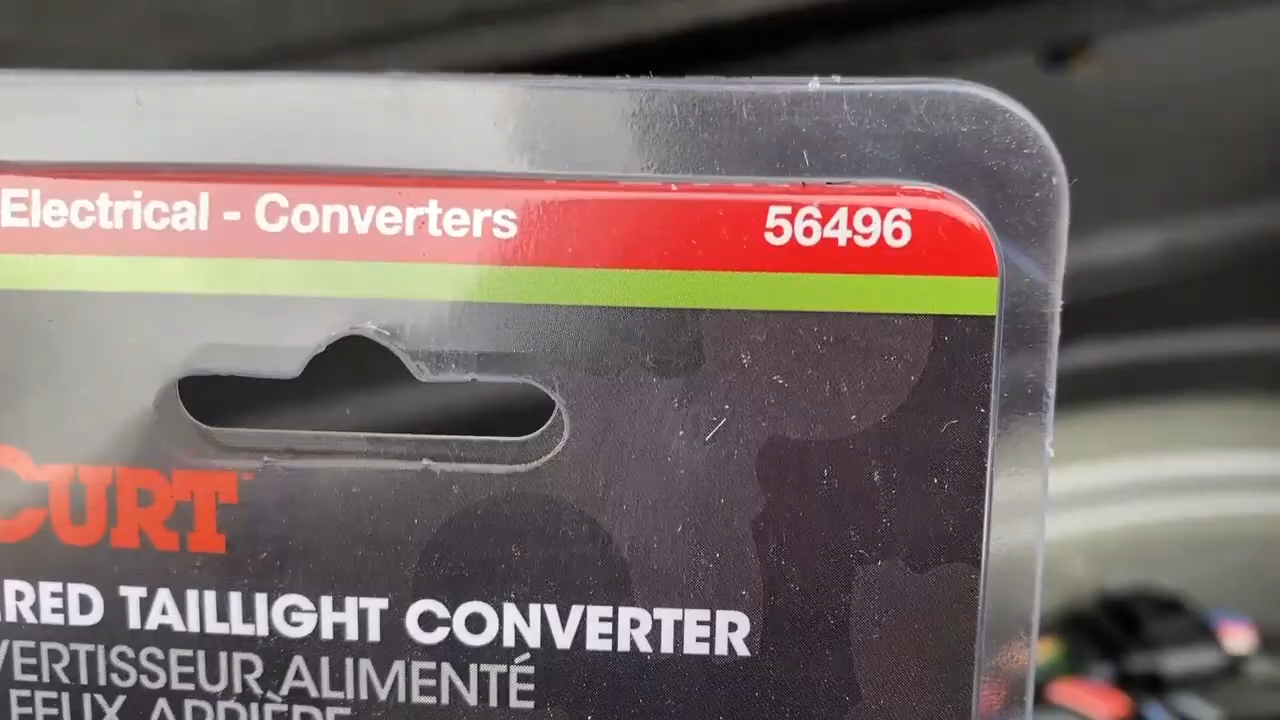 Electrical - Converters 56496
CURT
RED TAILLIGHT CONVERTER
VERTISSEUR ALIMENTÉ
FEUX ARRIÈRE